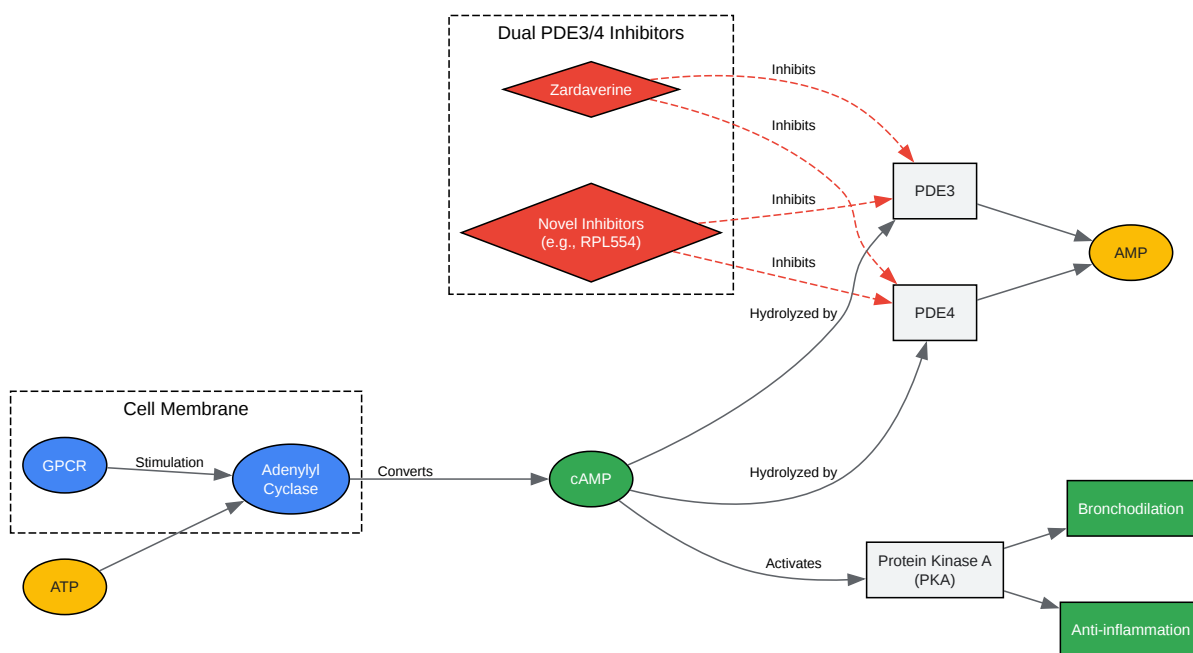 Dual PDE3/4 Inhibitors
Zardaverine
Inhibits
Inhibits
PDE3
Novel Inhibitors
(e.g., RPL554)
Inhibits
Inhibits
AMP
PDE4
Hydrolyzed by
Cell Membrane
GPCR
Stimulation
Adenylyl
Cyclase
Converts
cAMP
Hydrolyzed by
Bronchodilation
ATP
Activates
Protein Kinase A
(PKA)
Anti-inflammation